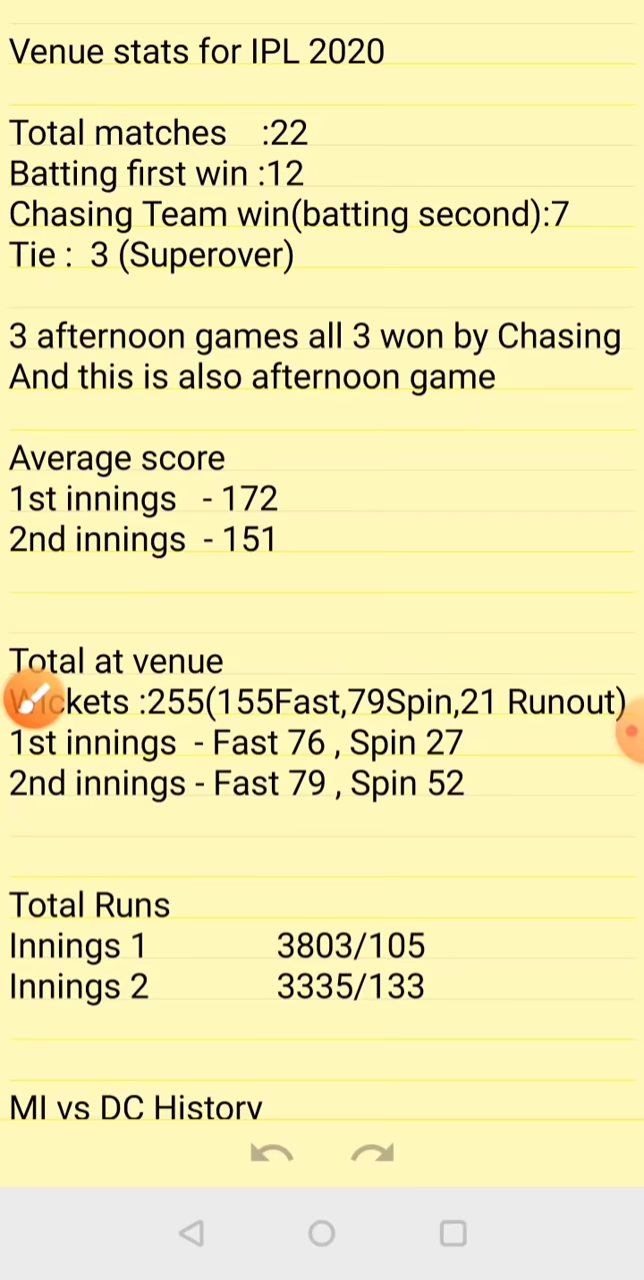 Venue stats for IPL 2020
Total matches :22
Batting first win :12
Chasing Team win(batting second):7
Tie : 3 (Superover)
3 afternoon games all 3 won by Chasing
And this is also afternoon game
Average score
1st innings - 172
2nd innings - 151
Total at venue
Wickets :255(155Fast,79Spin,21 Runout)
1st innings - Fast 76 , Spin 27
2nd innings - Fast 79 , Spin 52
Total Runs
Innings 1 3803/105
Innings 2 3335/133
MI vs DC History